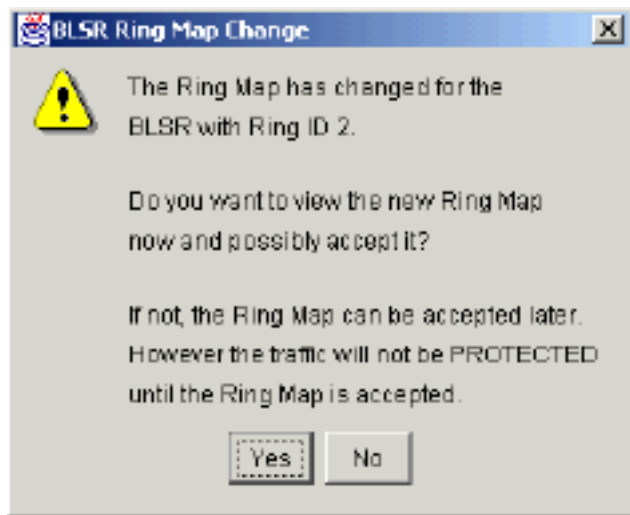 BLSR Ring Map Change
The Ring Map has changed for the
BLSR with Ring ID 2.
Do you want to view the new Ring Map
now and possibly accept it?
If not, the Ring Map can be accepted later.
However the traffic will not be PROTECTED
until the Ring Map is accepted.
Yes No